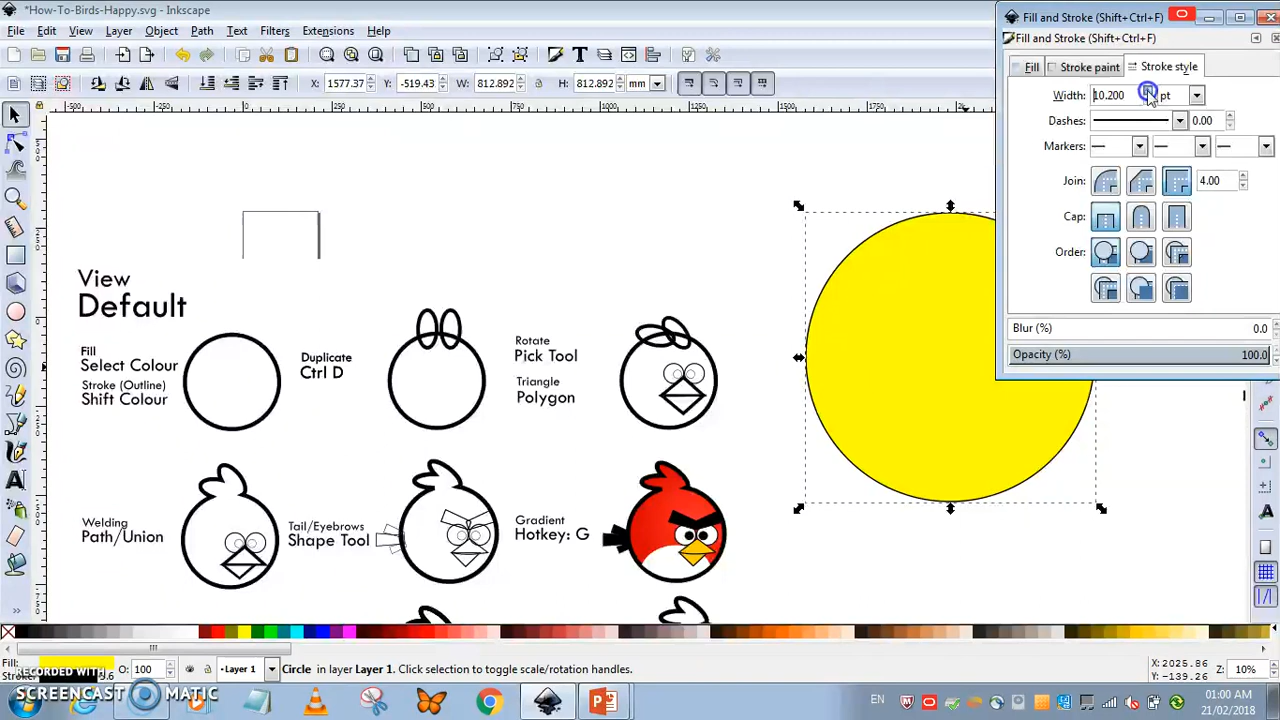 *How-To-Birds-Happy.svg - Inkscape
File Edit View Layer Object Path Text Filters Extensions Help
X: 1577.37 Y: -519.43 W: 812.892 H: 812.892 mm
Fill and Stroke (Shift+Ctrl+F)
Fill and Stroke (Shift+Ctrl+F)
Fill Stroke paint Stroke style
Width: 10.200 pt
Dashes: 0.00
Markers:
Join: 4.00
Cap:
Order:
Blur (%) 0.0
Opacity (%) 100.0
View
Default
Fill
Select Colour
Stroke (Outline)
Shift Colour
Duplicate
Ctrl D
Rotate
Pick Tool
Triangle
Polygon
Welding
Path/Union
Tail/Eyebrows
Shape Tool
Gradient
Hotkey: G
Fill:
Stroke:
O: 100
Layer 1
Circle in layer Layer 1. Click selection to toggle scale/rotation handles.
X: 2025.86
Y: -139.26
Z: 10%
RECORDED WITH
SCREENCAST MATIC
EN
01:00 AM
21/02/2018